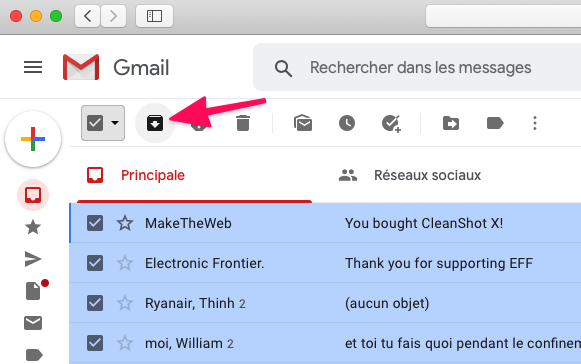 Gmail
Rechercher dans les messages
Principale
Réseaux sociaux
MakeTheWeb You bought CleanShot X!
Electronic Frontier. Thank you for supporting EFF
Ryanair, Thinh 2 (aucun objet)
moi, William 2 et toi tu fais quoi pendant le confinem